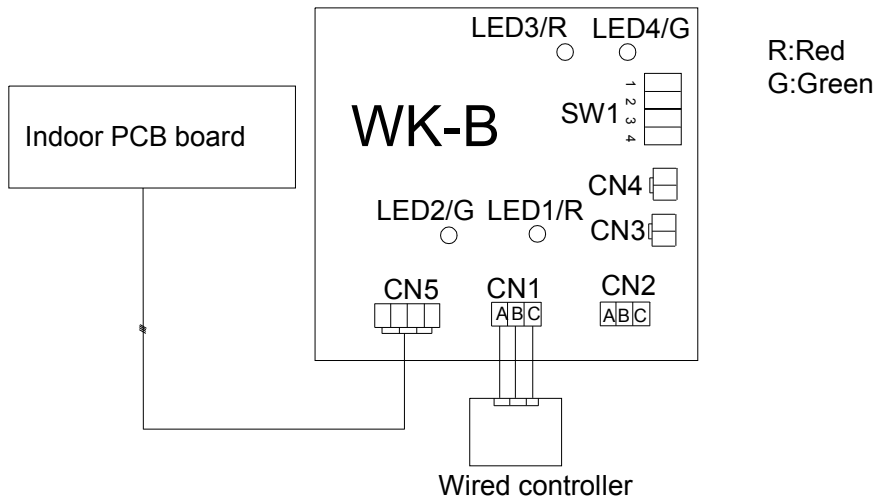 LED3/R LED4/G
R:Red
G:Green
1
2
3
4
SW1
Indoor PCB board
WK-B
CN4
LED2/G LED1/R
CN3
CN5
CN1
CN2
A B C
A B C
Wired controller